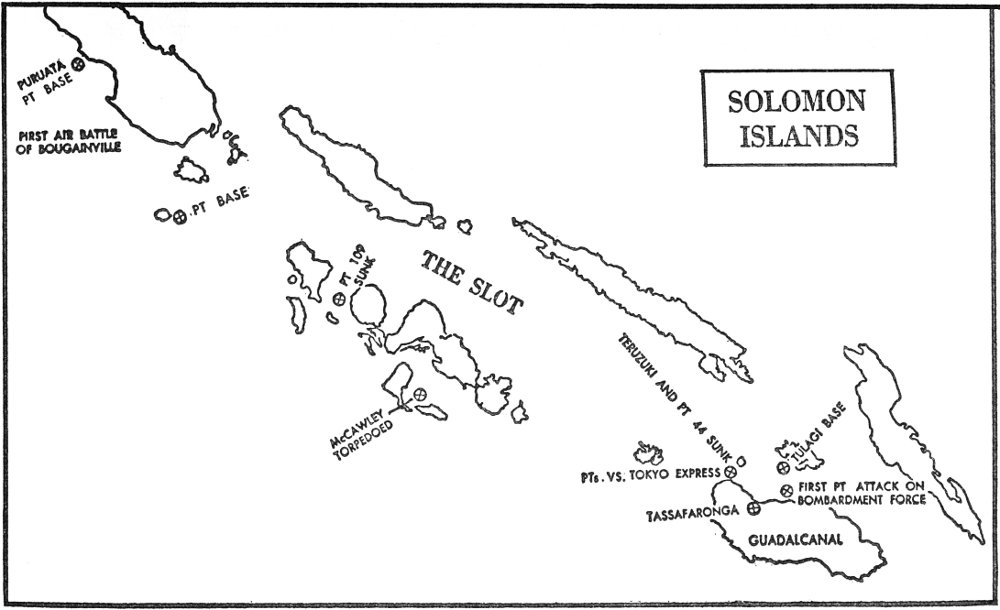 SOLOMON
ISLANDS
PURUATA
PT BASE
FIRST AIR BATTLE
OF BOUGAINVILLE
PT BASE
PT 109
SUNK
THE SLOT
McCAWLEY
TORPEDOED
TERUZUKI AND PT 44 SUNK
TULAGI BASE
PTs. VS. TOKYO EXPRESS
FIRST PT ATTACK ON
BOMBARDMENT FORCE
TASSAFARONGA
GUADALCANAL